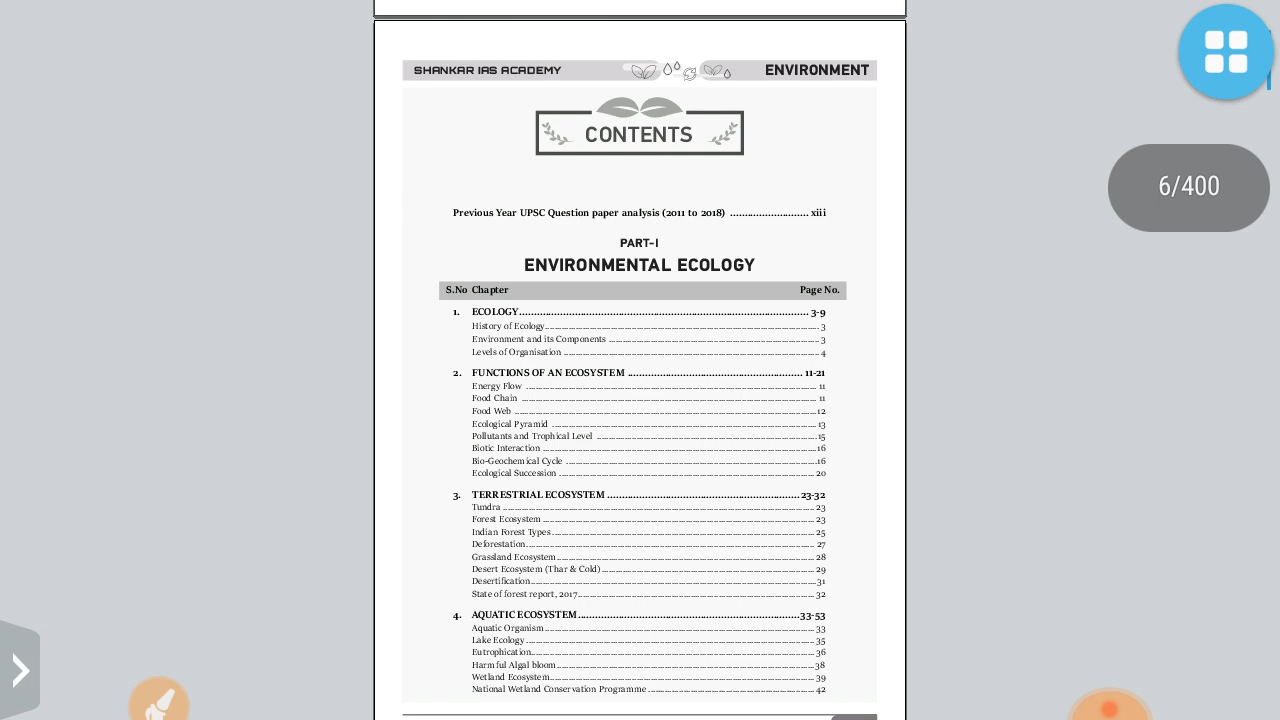 SHANKAR IAS ACADEMY ENVIRONMENT
6/400
CONTENTS
Previous Year UPSC Question paper analysis (2011 to 2018) ........................... xiii
PART-I
ENVIRONMENTAL ECOLOGY
S.No Chapter Page No.
1. ECOLOGY.................................................................................................... 3-9
History of Ecology.................................................................................................... 3
Environment and its Components .................................................................................... 3
Levels of Organisation .................................................................................................... 4
2. FUNCTIONS OF AN ECOSYSTEM ............................................................ 11-21
Energy Flow .................................................................................................... 11
Food Chain .................................................................................................... 11
Food Web ....................................................................................................12
Ecological Pyramid .................................................................................................... 13
Pollutants and Trophical Level ....................................................................................15
Biotic Interaction ....................................................................................................16
Bio-Geochemical Cycle ....................................................................................................16
Ecological Succession .................................................................................................... 20
3. TERRESTRIAL ECOSYSTEM ..................................................................23-32
Tundra .................................................................................................... 23
Forest Ecosystem .................................................................................................... 23
Indian Forest Types.................................................................................................... 25
Deforestation.................................................................................................... 27
Grassland Ecosystem.................................................................................................... 28
Desert Ecosystem (Thar & Cold) .................................................................................... 29
Desertification.................................................................................................... 31
State of forest report, 2017.................................................................................... 32
4. AQUATIC ECOSYSTEM............................................................................33-53
Aquatic Organism.................................................................................................... 33
Lake Ecology .................................................................................................... 35
Eutrophication.................................................................................................... 36
Harmful Algal bloom.................................................................................................... 38
Wetland Ecosystem.................................................................................................... 39
National Wetland Conservation Programme ............................................................ 42